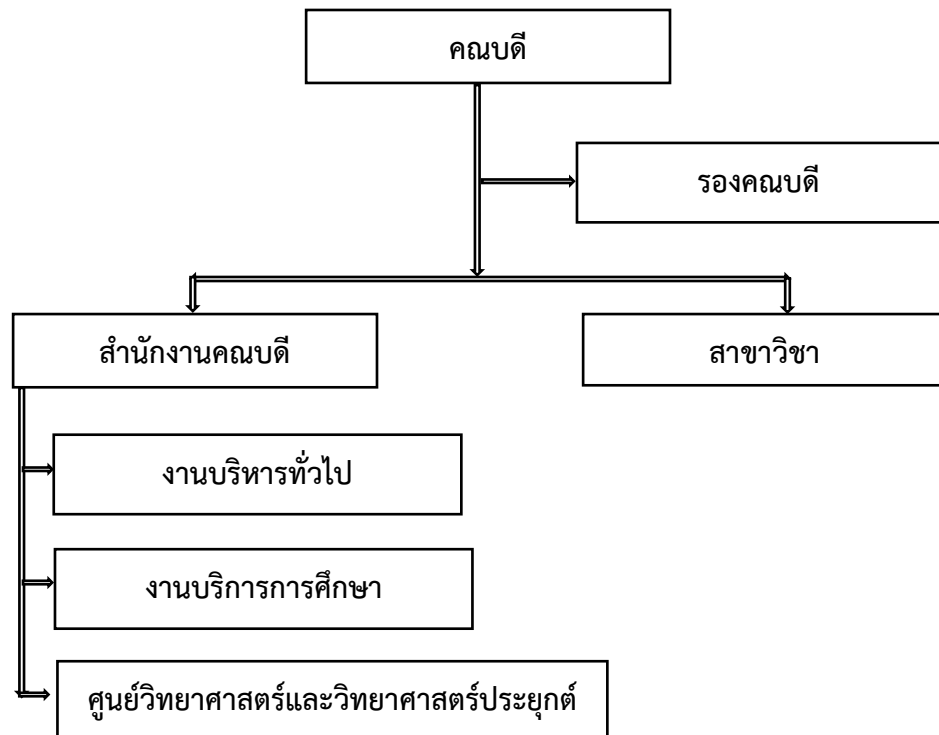 คณบดี
รองคณบดี
สำนักงานคณบดี
สาขาวิชา
งานบริหารทั่วไป
งานบริการการศึกษา
ศูนย์วิทยาศาสตร์และวิทยาศาสตร์ประยุกต์